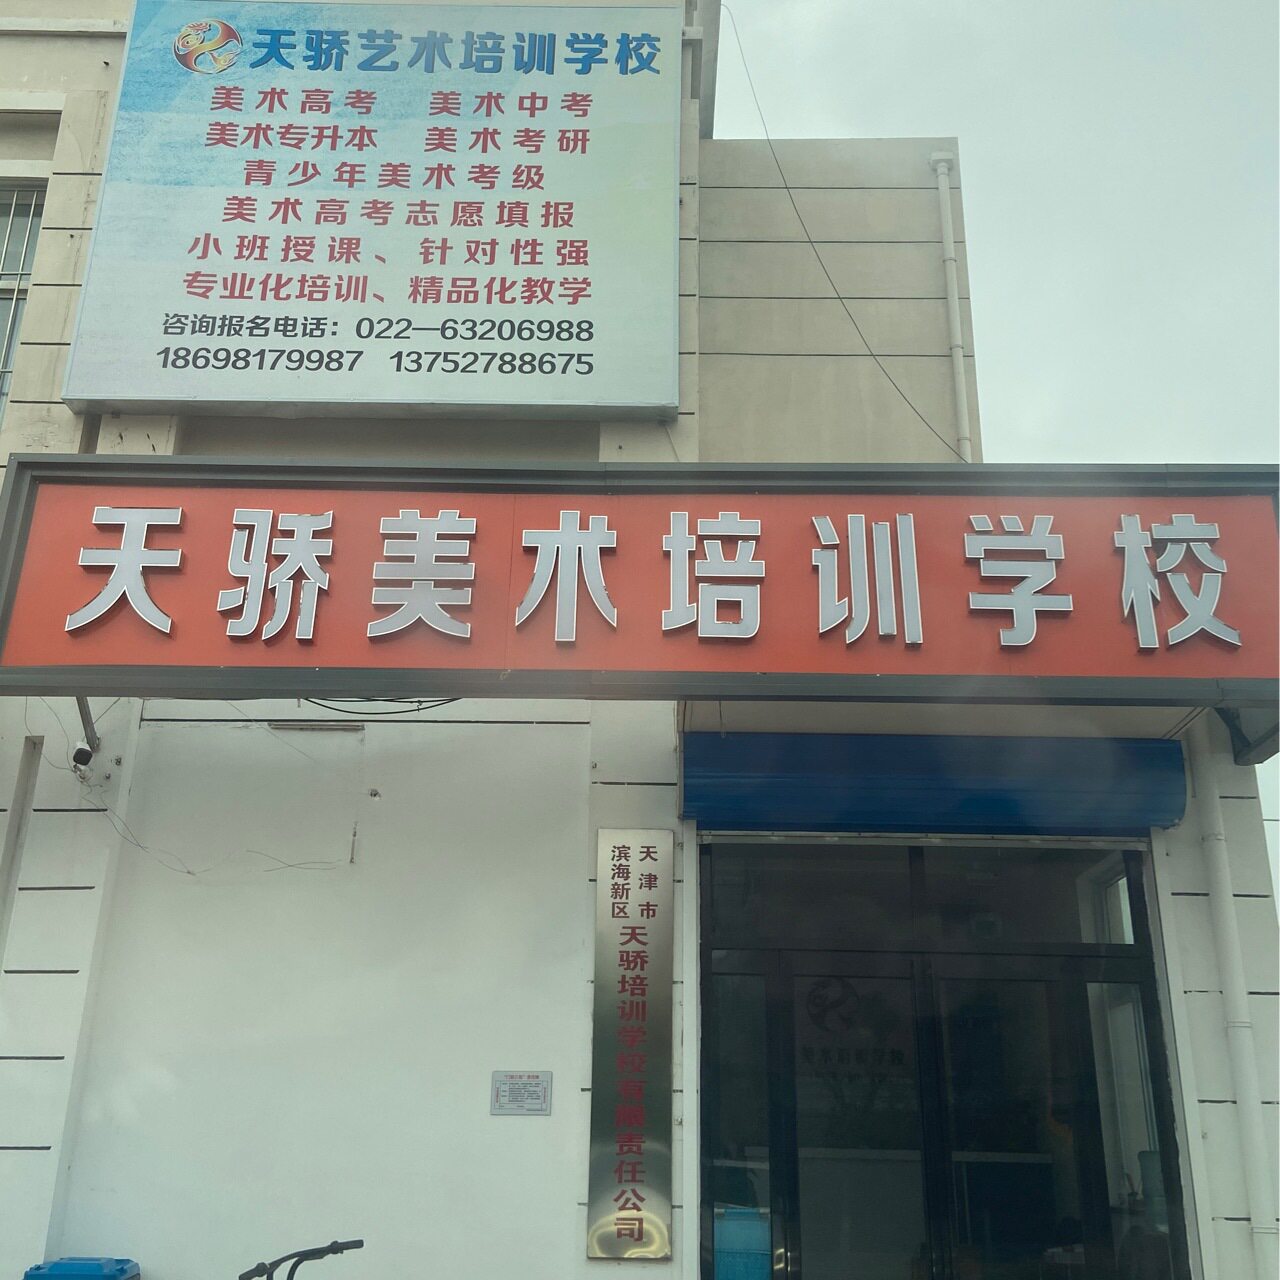 天骄艺术培训学校
美术高考 美术中考
美术专升本 美术考研
青少年美术考级
美术高考志愿填报
小班授课、针对性强
专业化培训、精品化教学
咨询报名电话：022—63206988
18698179987 13752788675
天骄美术培训学校
天津市
滨海新区
天骄培训学校有限责任公司